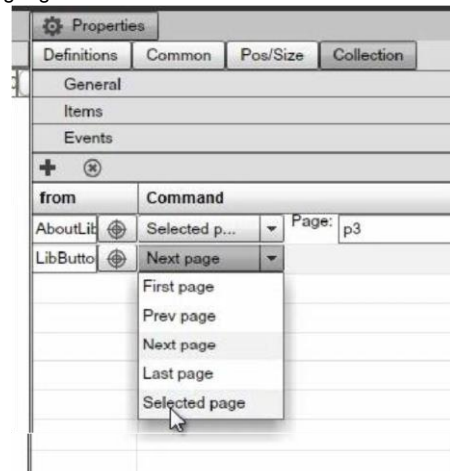 Properties
Definitions Common Pos/Size Collection
General
Items
Events
from Command
AboutLib Selected p... Page: p3
LibButto Next page
First page
Prev page
Next page
Last page
Selected page